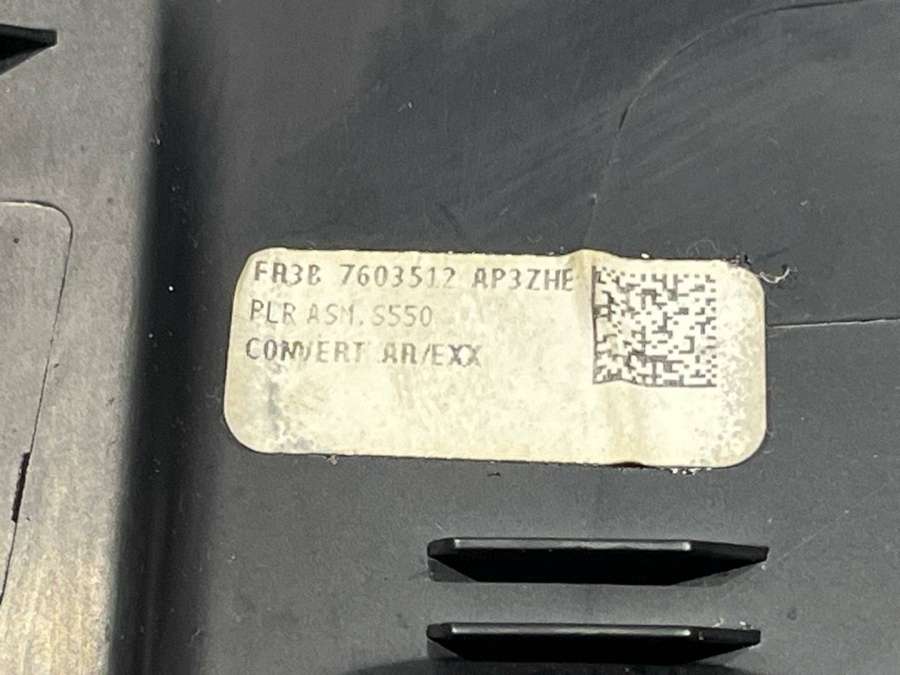 FR3B 7603512 AP3ZHE
PLR ASM. S550
CONVERT AR/EXX